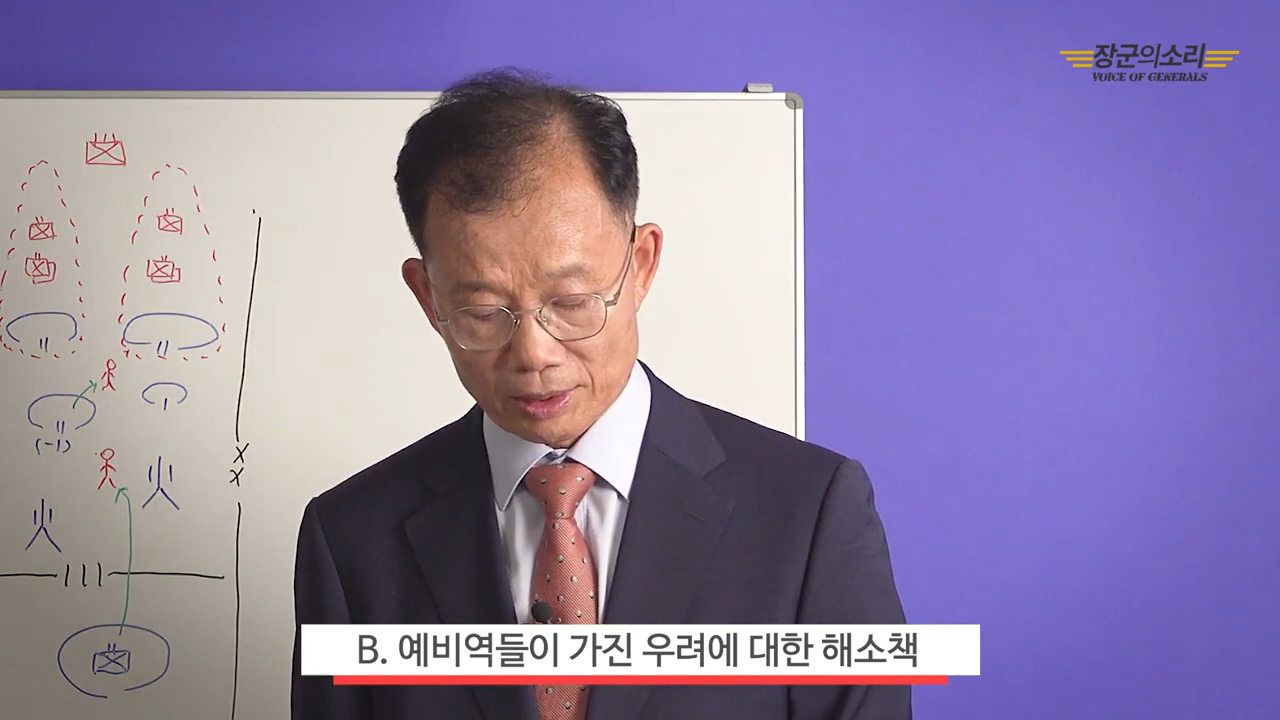 장군의소리
VOICE OF GENERALS
(-1)
X
X
B. 예비역들이 가진 우려에 대한 해소책